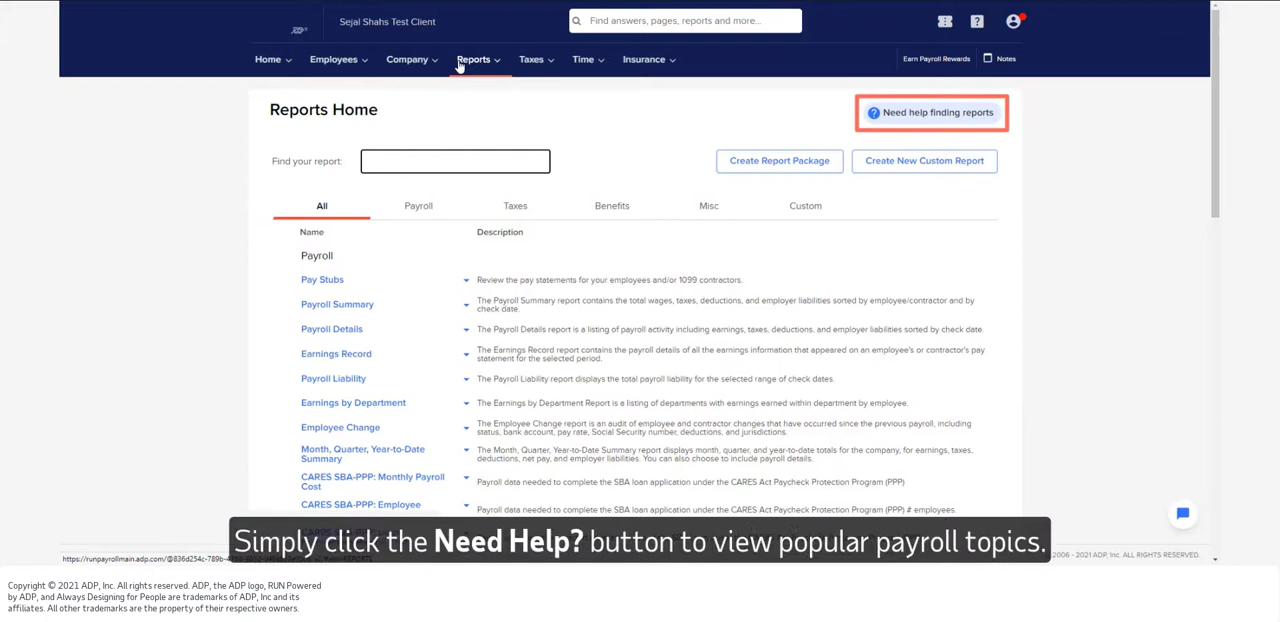 ADP
Sejal Shahs Test Client
Find answers, pages, reports and more...
Home Employees Company Reports Taxes Time Insurance
Earn Payroll Rewards Notes
Reports Home
? Need help finding reports
Find your report:
Create Report Package
Create New Custom Report
All Payroll Taxes Benefits Misc Custom
Name Description
Payroll
Pay Stubs Review the pay statements for your employees and/or 1099 contractors.
Payroll Summary The Payroll Summary report contains the total wages, taxes, deductions, and employer liabilities sorted by employee/contractor and by
check date.
Payroll Details The Payroll Details report is a listing of payroll activity including earnings, taxes, deductions, and employer liabilities sorted by check date.
Earnings Record The Earnings Record report contains the payroll details of all the earnings information that appeared on an employee's or contractor's pay
statement for the selected period.
Payroll Liability The Payroll Liability report displays the total payroll liability for the selected range of check dates.
Earnings by Department The Earnings by Department Report is a listing of departments with earnings earned within department by employee.
Employee Change The Employee Change report is an audit of employee and contractor changes that have occurred since the previous payroll, including
status, bank account, pay rate, Social Security number, deductions, and jurisdictions.
Month, Quarter, Year-to-Date
Summary
The Month, Quarter, Year-to-Date Summary report displays month, quarter, and year-to-date totals for the company, for earnings, taxes,
deductions, net pay, and employer liabilities. You can also choose to include payroll details.
CARES SBA-PPP: Monthly Payroll
Cost
Payroll data needed to complete the SBA loan application under the CARES Act Paycheck Protection Program (PPP)
CARES SBA-PPP: Employee Payroll data needed to complete the SBA loan application under the CARES Act Paycheck Protection Program (PPP) # employees.
Simply click the Need Help? button to view popular payroll topics.
2006 - 2021 ADP, Inc. ALL RIGHTS RESERVED.
Copyright © 2021 ADP, Inc. All rights reserved. ADP, the ADP logo, RUN Powered
by ADP, and Always Designing for People are trademarks of ADP, Inc and its
affiliates. All other trademarks are the property of their respective owners.